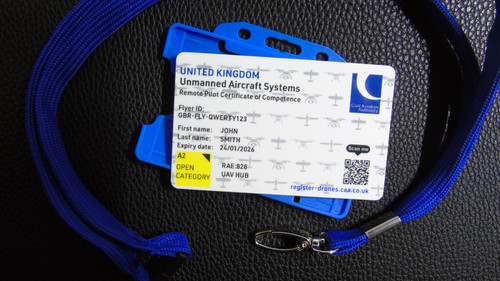 UNITED KINGDOM
Unmanned Aircraft Systems
Remote Pilot Certificate of Competence
Civil Aviation
Authority
Flyer ID:
GBR-FLY-QWERTY123
First name: JOHN
Last name: SMITH
Expiry date: 24/01/2026
Scan me
A2
OPEN
CATEGORY
RAE:828
UAV HUB
register-drones.caa.co.uk